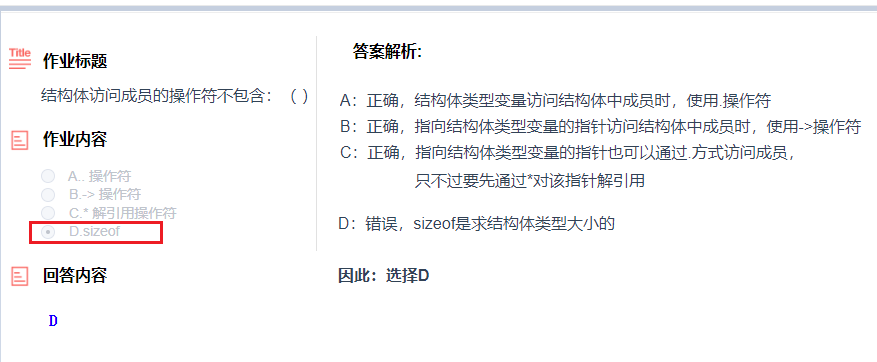 Title 作业标题
结构体访问成员的操作符不包含：（ ）
作业内容
A.. 操作符
B.-> 操作符
C.* 解引用操作符
D.sizeof
回答内容
D
答案解析:
A：正确，结构体类型变量访问结构体中成员时，使用.操作符
B：正确，指向结构体类型变量的指针访问结构体中成员时，使用->操作符
C：正确，指向结构体类型变量的指针也可以通过.方式访问成员，
只不过要先通过*对该指针解引用
D：错误，sizeof是求结构体类型大小的
因此：选择D